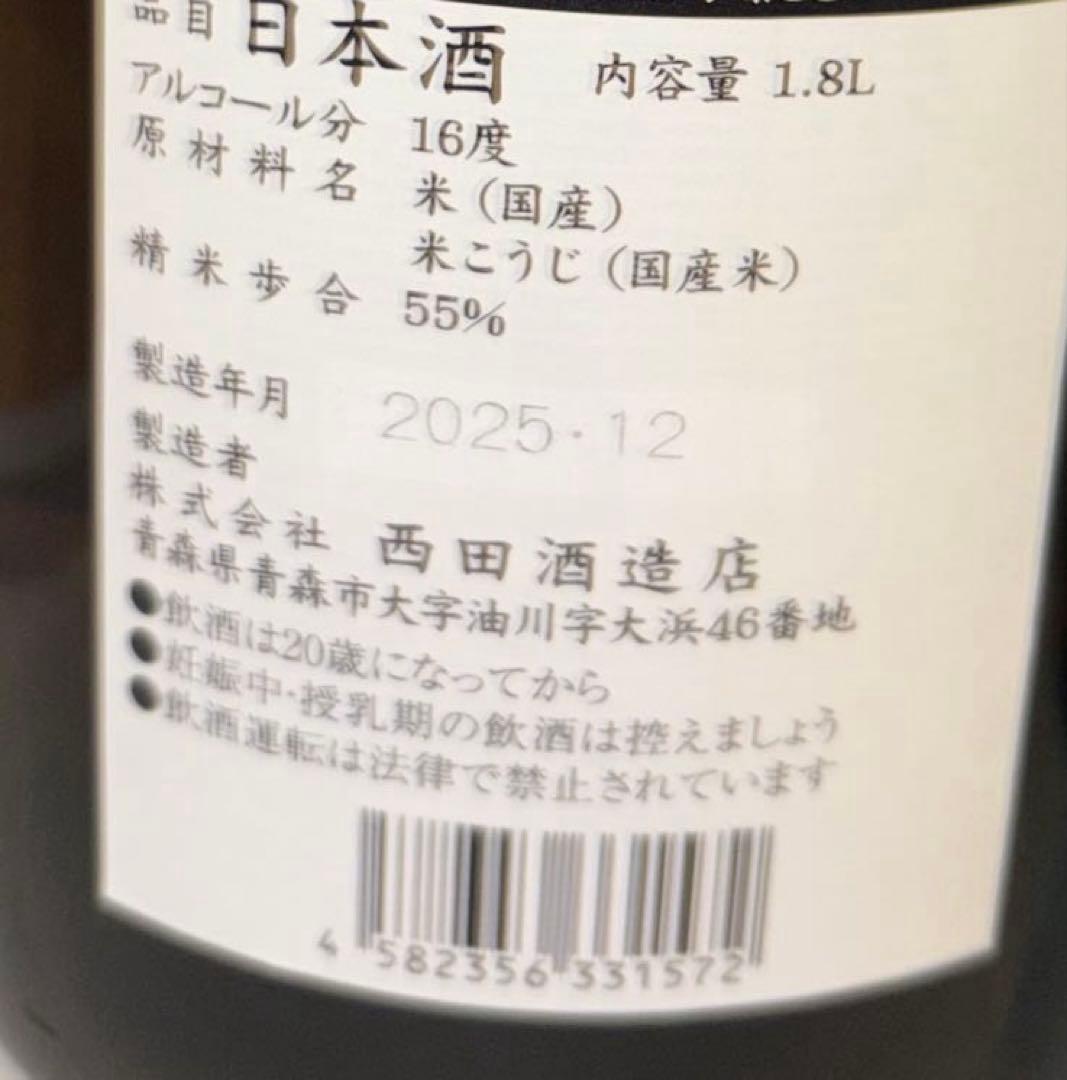 品目 日本酒 内容量 1.8L
アルコール分 16度
原材料名 米（国産）
米こうじ（国産米）
精米歩合 55%
製造年月 2025・12
製造者
株式会社 西田酒造店
青森県青森市大字油川字大浜46番地
●飲酒は20歳になってから
●妊娠中・授乳期の飲酒は控えましょう
●飲酒運転は法律で禁止されています
4 582356 331572